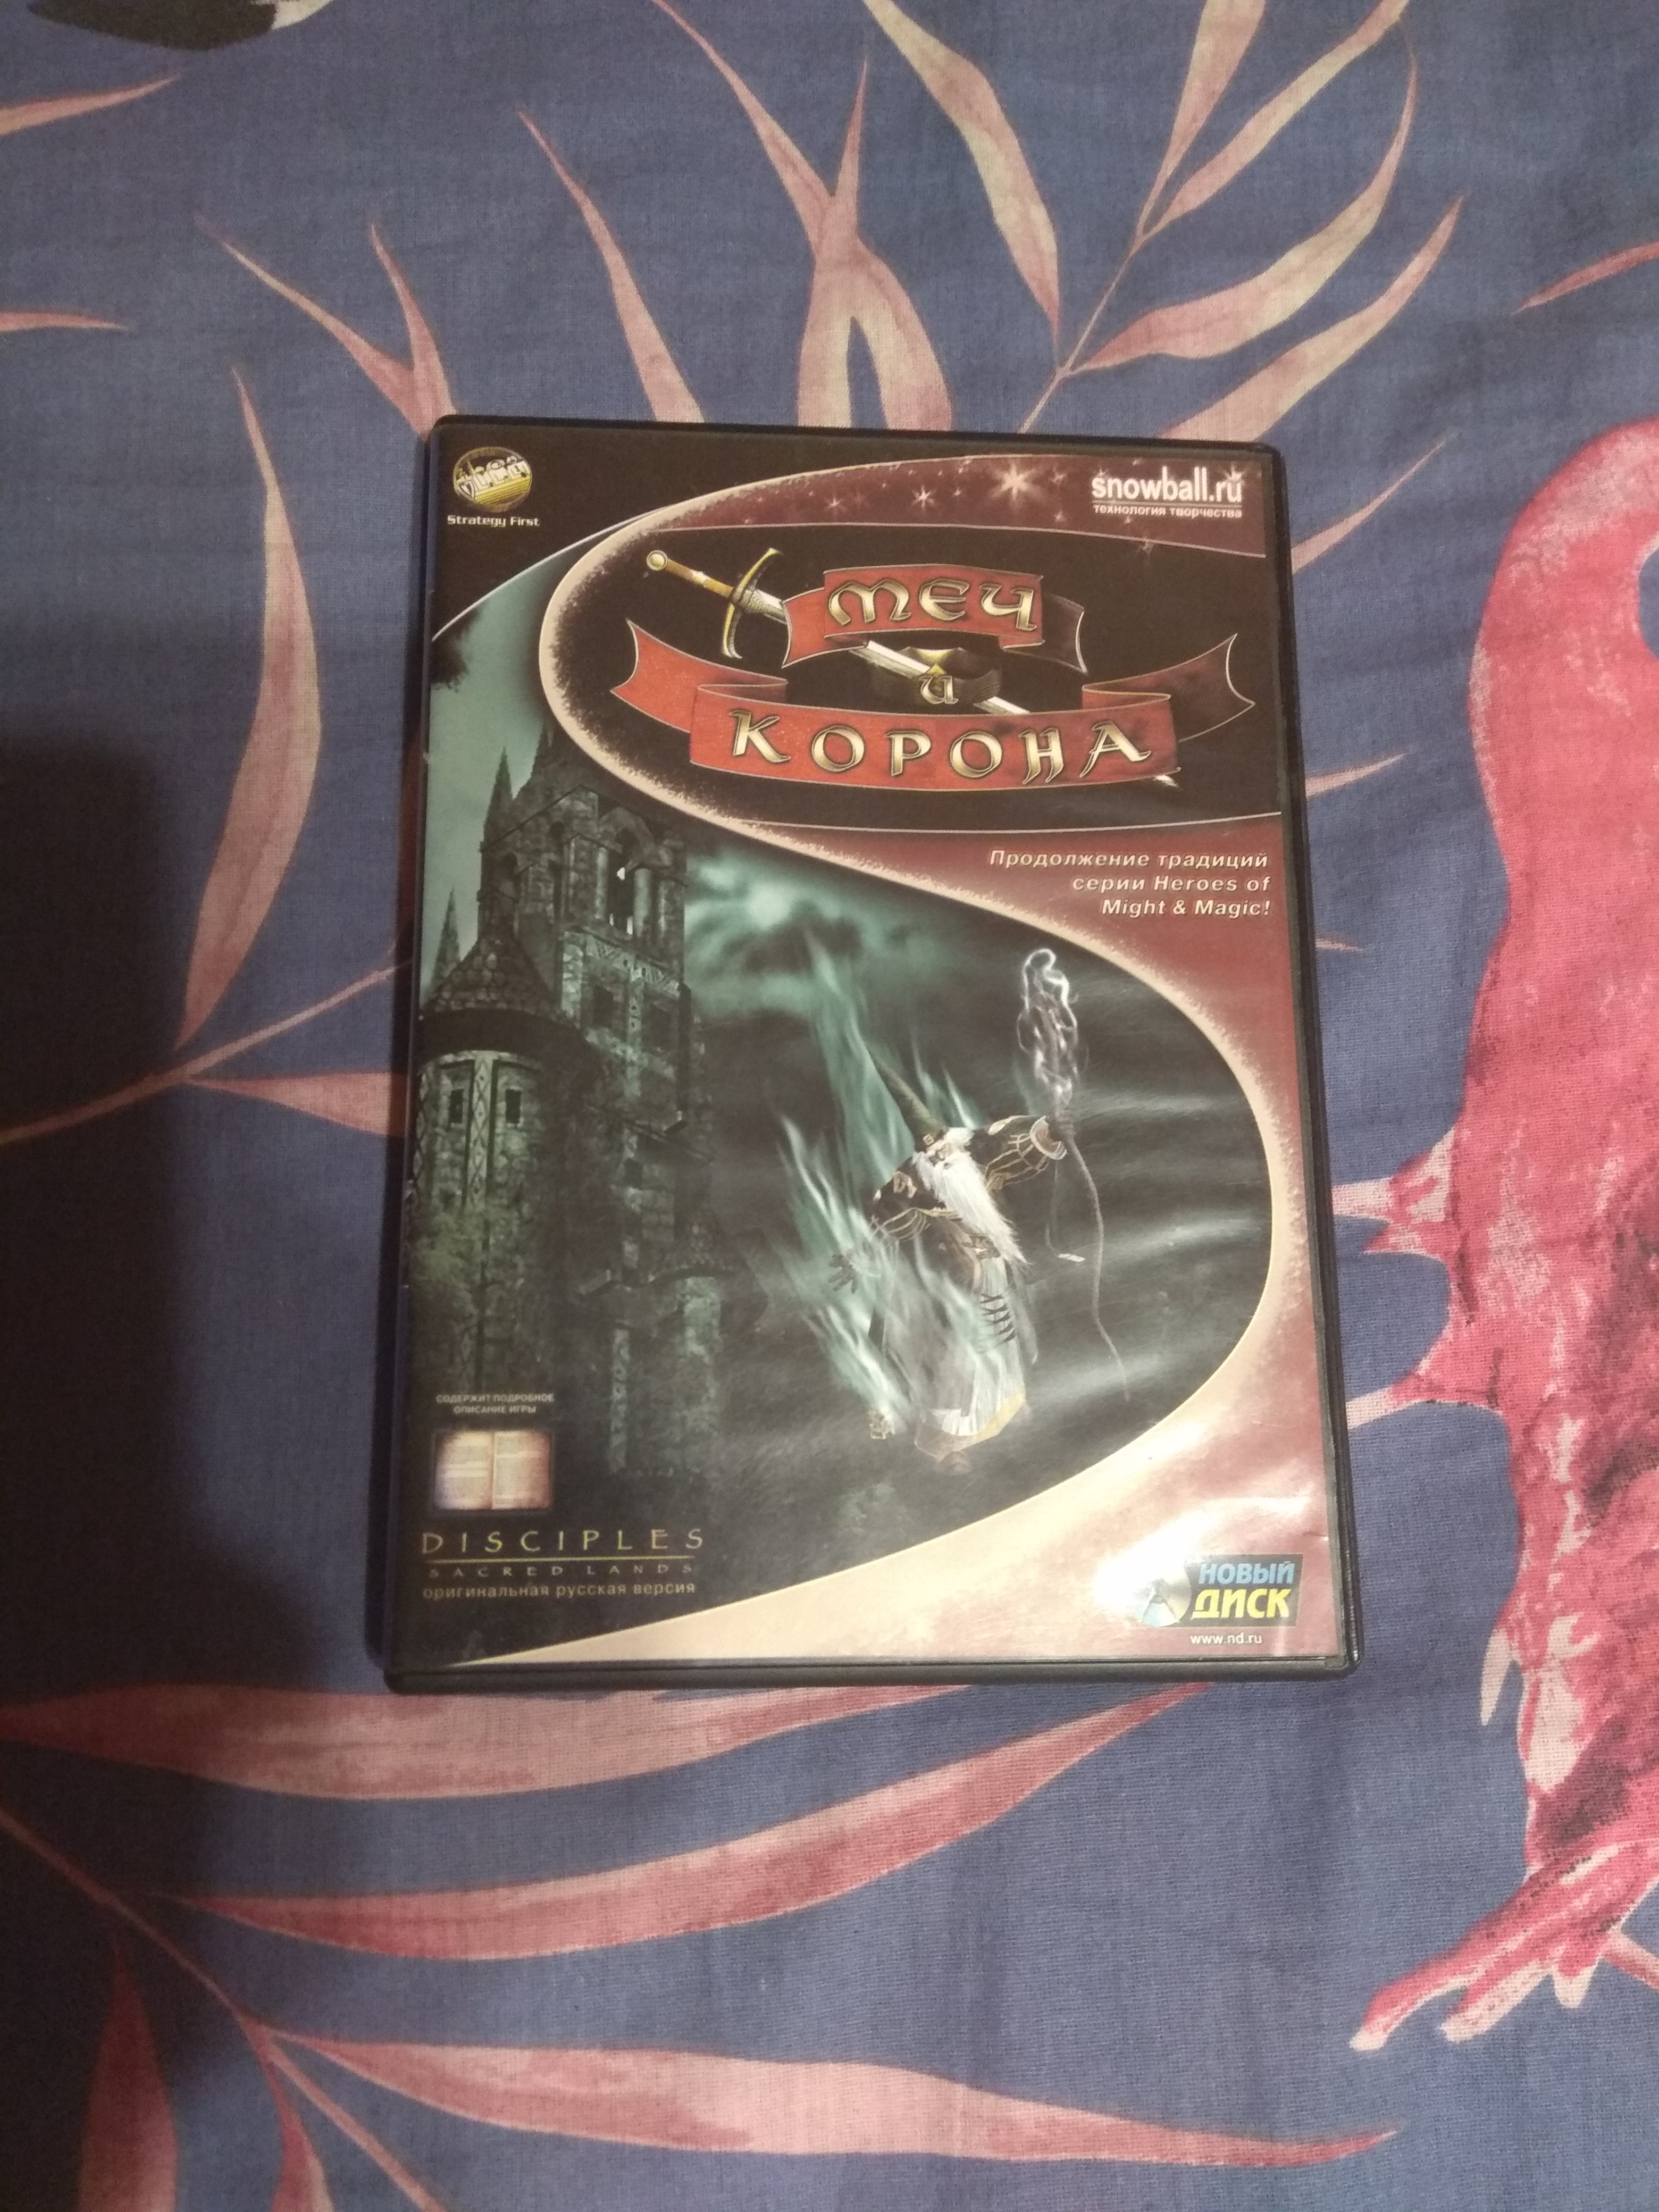 Strategy First
snowball.ru
технология творчества
МЕЧ
и
КОРОНА
Продолжение традиций
серии Heroes of
Might & Magic!
СОДЕРЖИТ ПОДРОБНОЕ
ОПИСАНИЕ ИГРЫ
DISCIPLES
SACRED LANDS
оригинальная русская версия
НОВЫЙ
ДИСК
www.nd.ru